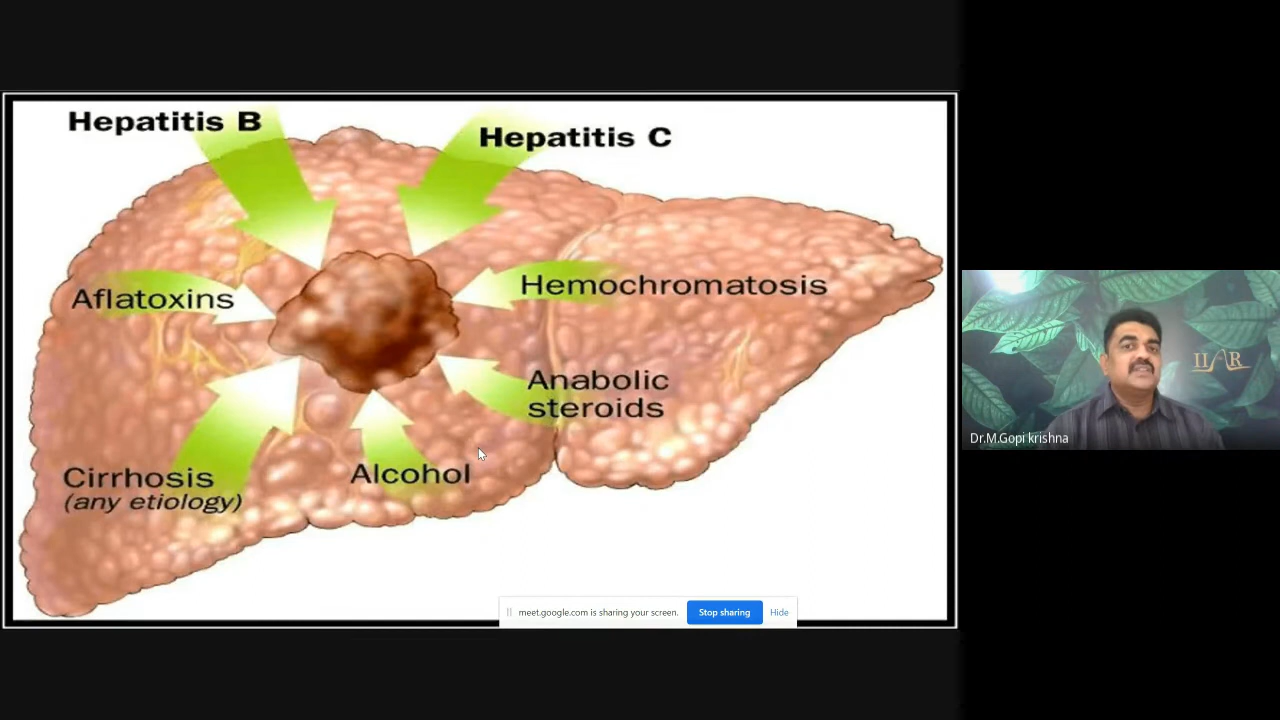 Hepatitis B
Hepatitis C
Aflatoxins
Hemochromatosis
Anabolic
steroids
Cirrhosis
(any etiology)
Alcohol
IIAR
Dr.M.Gopi krishna
meet.google.com is sharing your screen.
Stop sharing
Hide